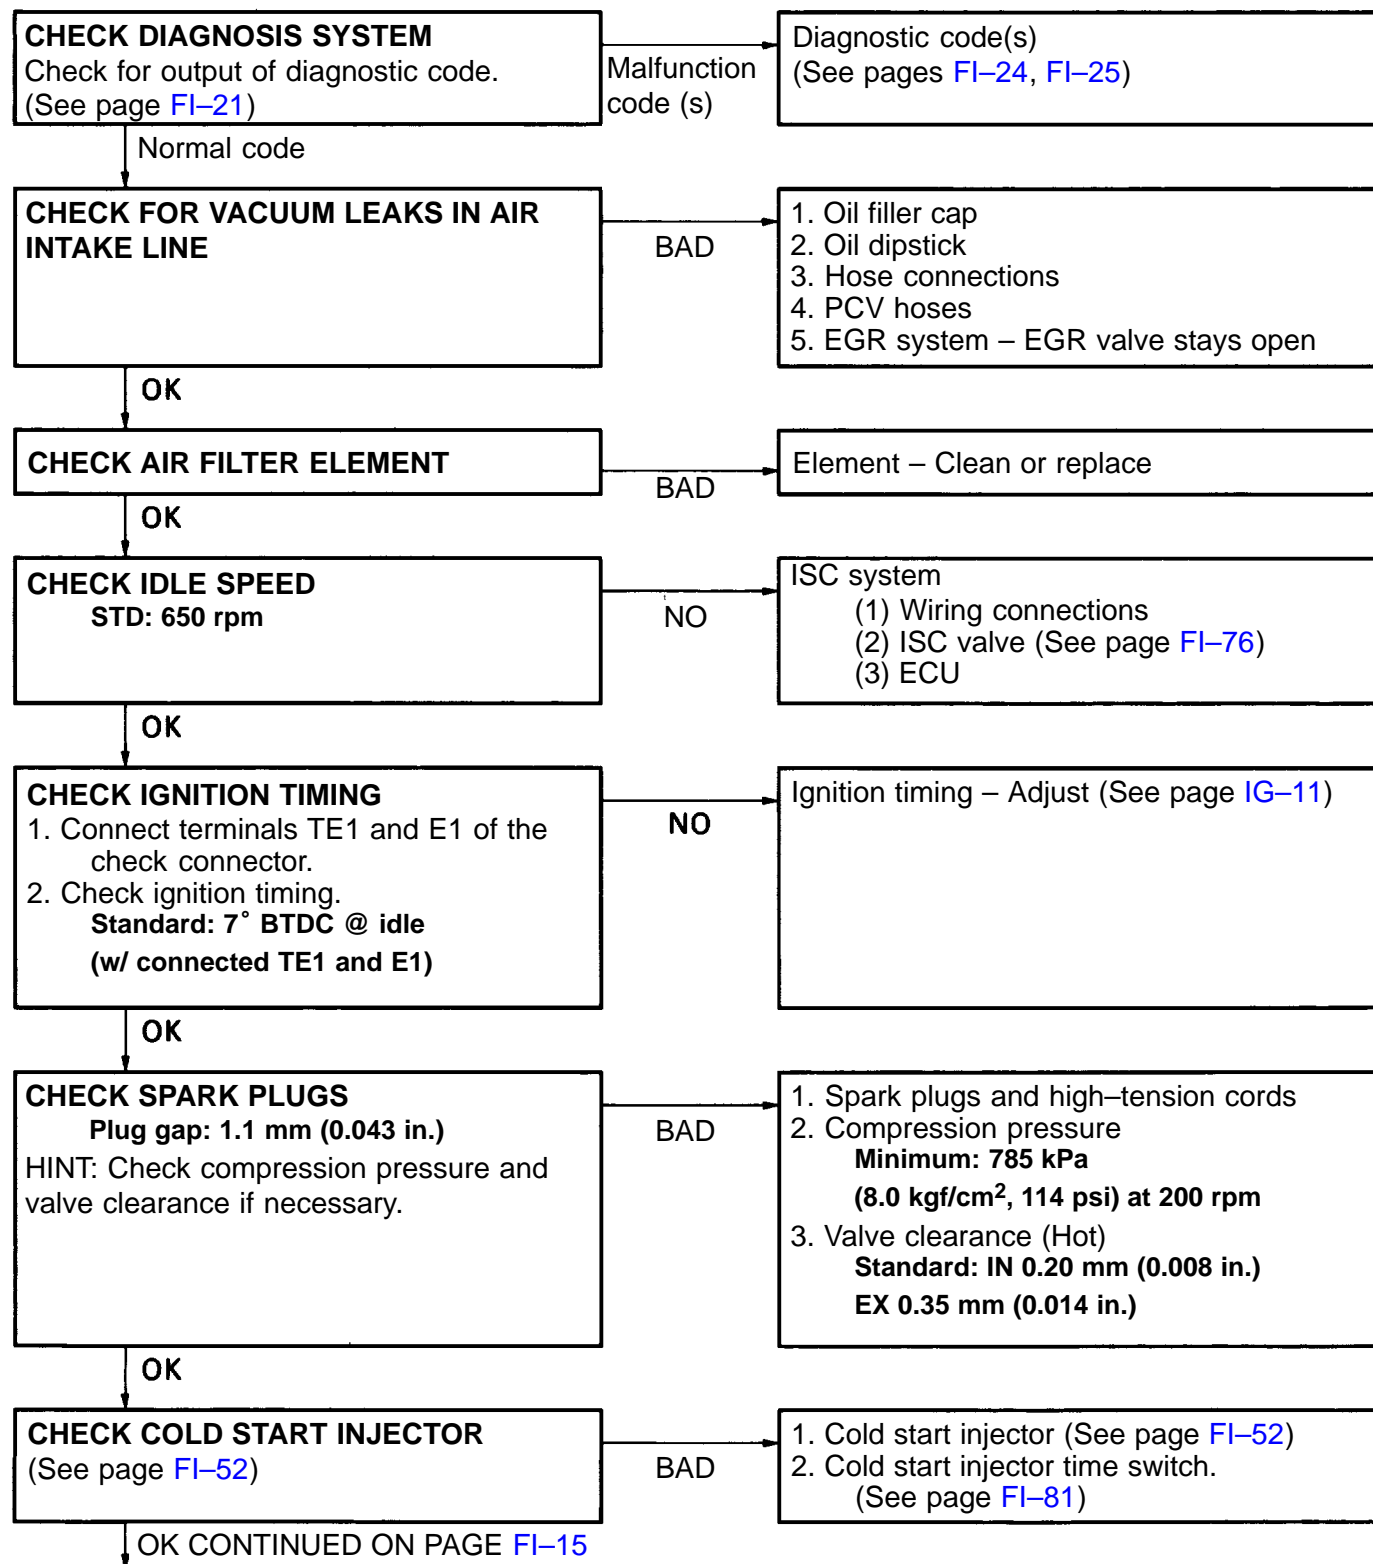 CHECK DIAGNOSIS SYSTEM
Check for output of diagnostic code.
(See page FI–21)
Malfunction
code (s)
Diagnostic code(s)
(See pages FI–24, FI–25)
Normal code
CHECK FOR VACUUM LEAKS IN AIR
INTAKE LINE
BAD
1. Oil filler cap
2. Oil dipstick
3. Hose connections
4. PCV hoses
5. EGR system – EGR valve stays open
OK
CHECK AIR FILTER ELEMENT
BAD
Element – Clean or replace
OK
CHECK IDLE SPEED
STD: 650 rpm
NO
ISC system
(1) Wiring connections
(2) ISC valve (See page FI–76)
(3) ECU
OK
CHECK IGNITION TIMING
1. Connect terminals TE1 and E1 of the
check connector.
2. Check ignition timing.
Standard: 7° BTDC @ idle
(w/ connected TE1 and E1)
NO
Ignition timing – Adjust (See page IG–11)
OK
CHECK SPARK PLUGS
Plug gap: 1.1 mm (0.043 in.)
HINT: Check compression pressure and
valve clearance if necessary.
BAD
1. Spark plugs and high–tension cords
2. Compression pressure
Minimum: 785 kPa
(8.0 kgf/cm², 114 psi) at 200 rpm
3. Valve clearance (Hot)
Standard: IN 0.20 mm (0.008 in.)
EX 0.35 mm (0.014 in.)
OK
CHECK COLD START INJECTOR
(See page FI–52)
BAD
1. Cold start injector (See page FI–52)
2. Cold start injector time switch.
(See page FI–81)
OK CONTINUED ON PAGE FI–15